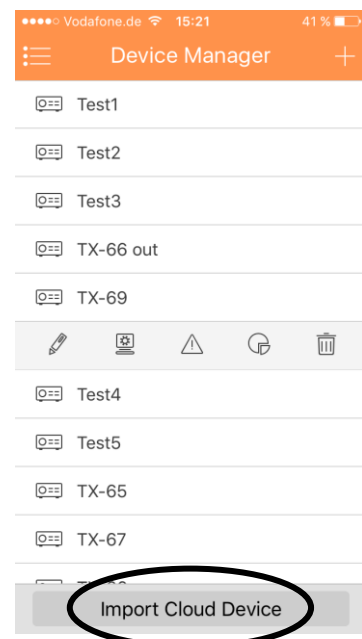 Vodafone.de 15:21 41 %
Device Manager
Test1
Test2
Test3
TX-66 out
TX-69
Test4
Test5
TX-65
TX-67
Import Cloud Device